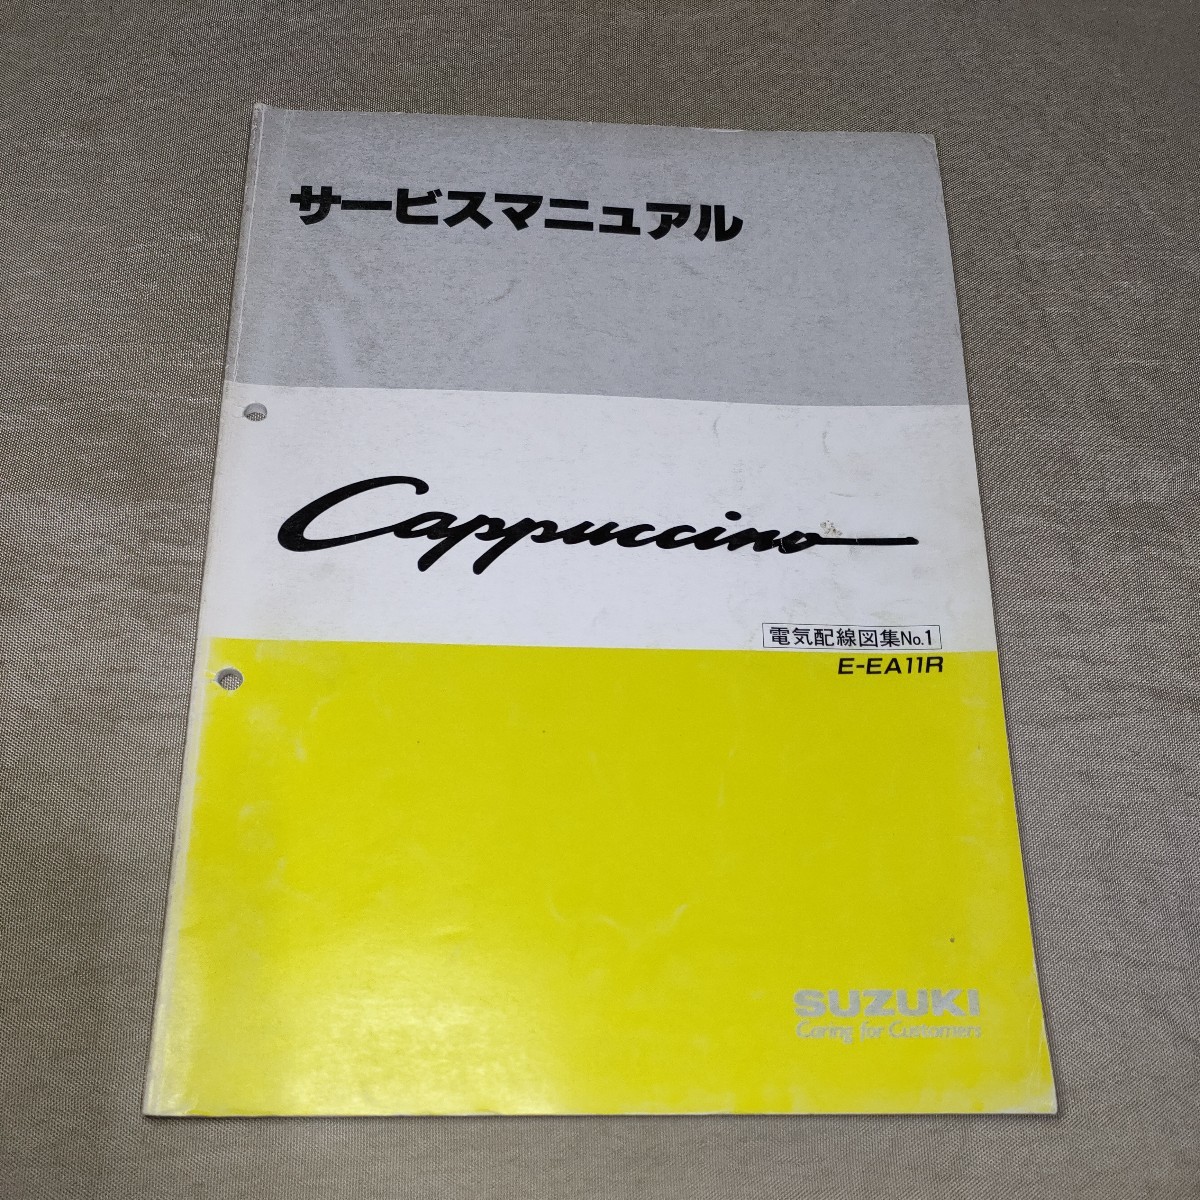 サービスマニュアル
Cappuccino
電気配線図集No.1
E-EA11R
SUZUKI
Caring for Customers